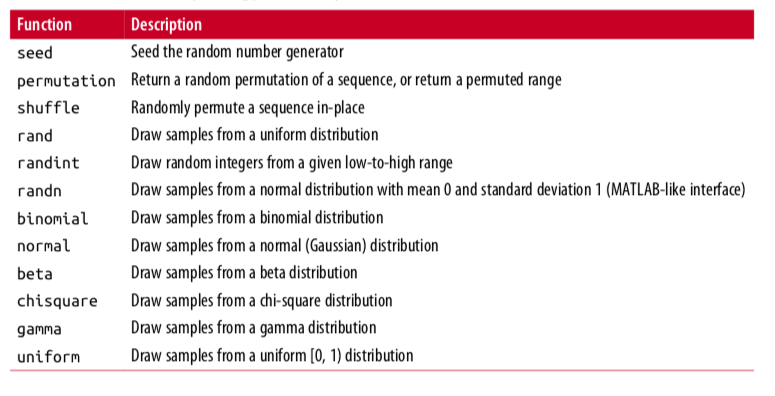 Function Description
seed Seed the random number generator
permutation Return a random permutation of a sequence, or return a permuted range
shuffle Randomly permute a sequence in-place
rand Draw samples from a uniform distribution
randint Draw random integers from a given low-to-high range
randn Draw samples from a normal distribution with mean 0 and standard deviation 1 (MATLAB-like interface)
binomial Draw samples from a binomial distribution
normal Draw samples from a normal (Gaussian) distribution
beta Draw samples from a beta distribution
chisquare Draw samples from a chi-square distribution
gamma Draw samples from a gamma distribution
uniform Draw samples from a uniform [0, 1) distribution